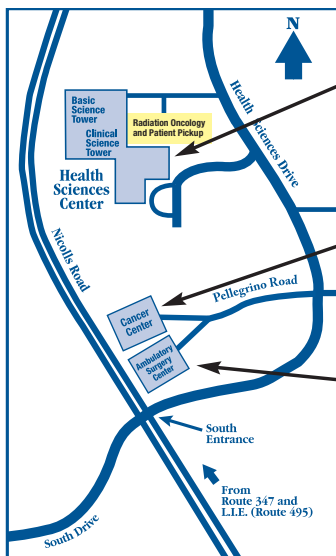 N
Basic
Science
Tower
Radiation Oncology
and Patient Pickup
Clinical
Science
Tower
Health
Sciences
Center
Health Sciences Drive
Nicolls Road
Pellegrino Road
Cancer
Center
Ambulatory
Surgery
Center
South
Entrance
From
Route 347 and
L.I.E. (Route 495)
South Drive